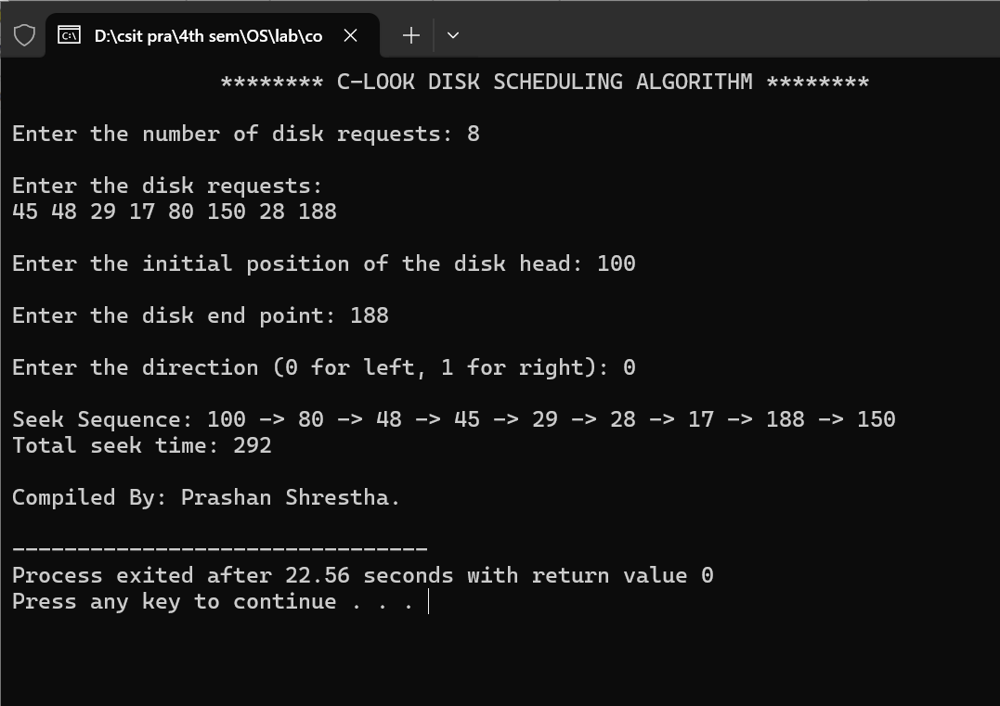 D:\csit pra\4th sem\OS\lab\co
******** C-LOOK DISK SCHEDULING ALGORITHM ********
Enter the number of disk requests: 8
Enter the disk requests:
45 48 29 17 80 150 28 188
Enter the initial position of the disk head: 100
Enter the disk end point: 188
Enter the direction (0 for left, 1 for right): 0
Seek Sequence: 100 -> 80 -> 48 -> 45 -> 29 -> 28 -> 17 -> 188 -> 150
Total seek time: 292
Compiled By: Prashan Shrestha.
--------------------------------
Process exited after 22.56 seconds with return value 0
Press any key to continue . . .